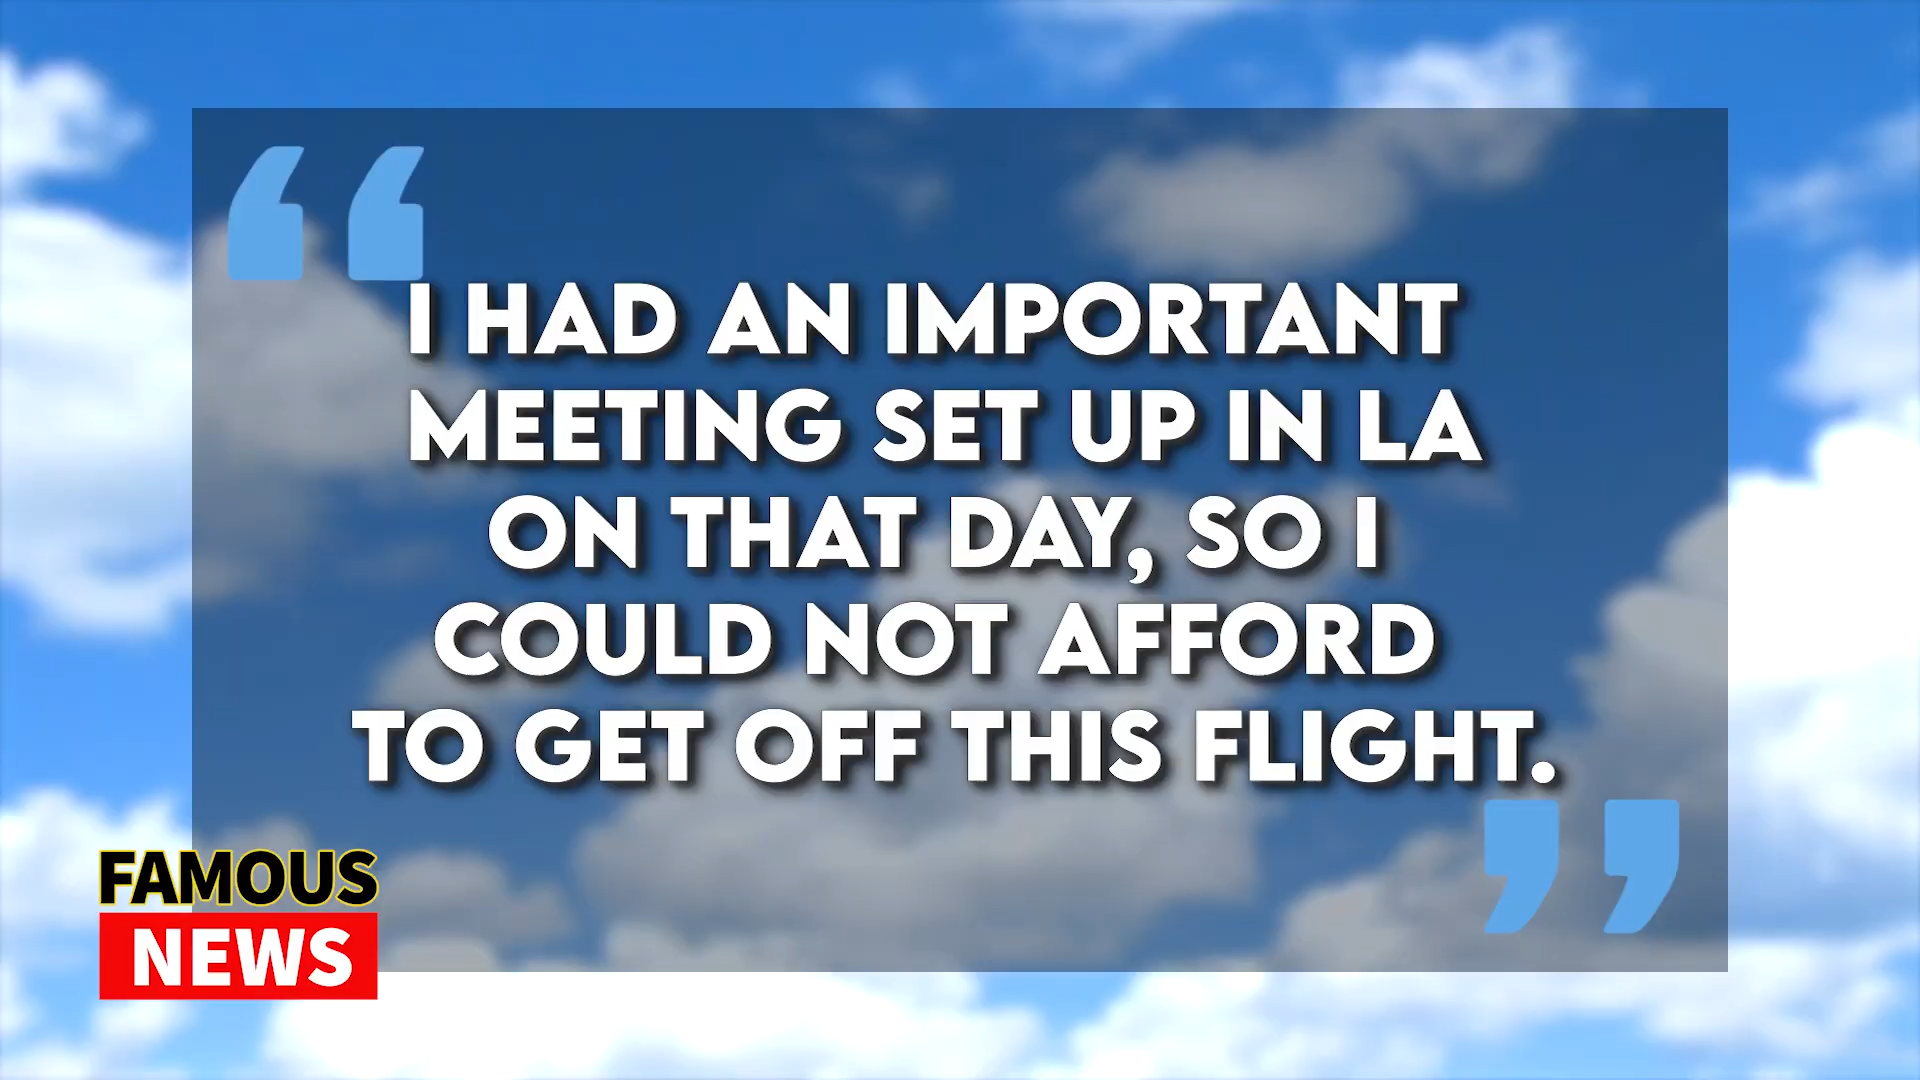 “
I HAD AN IMPORTANT
MEETING SET UP IN LA
ON THAT DAY, SO I
COULD NOT AFFORD
TO GET OFF THIS FLIGHT.
”
FAMOUS
NEWS